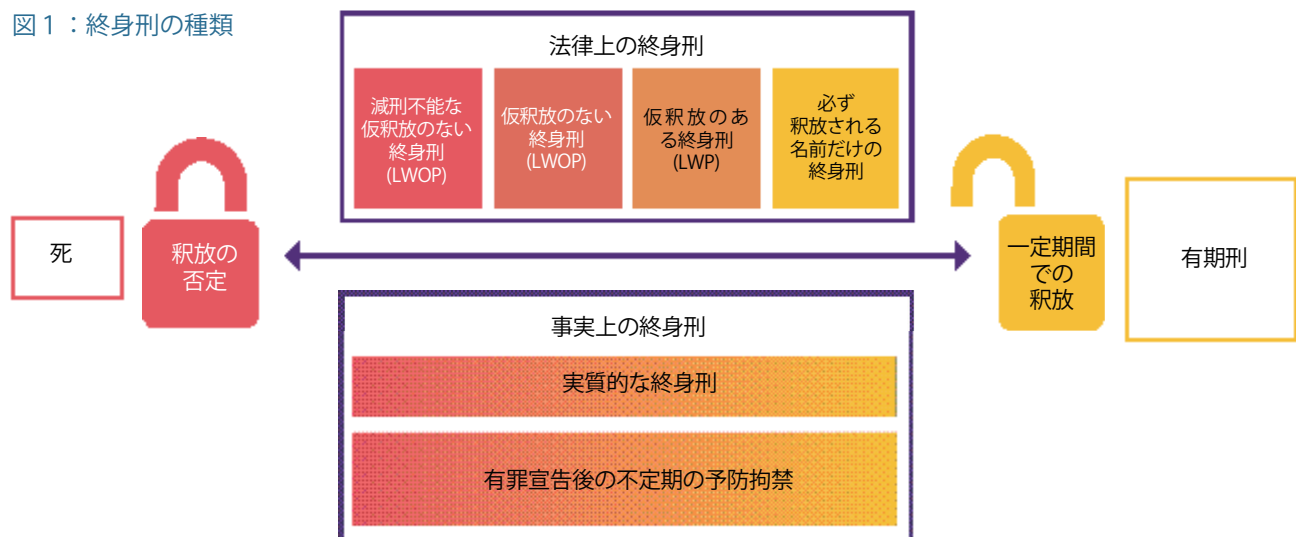 図１：終身刑の種類
法律上の終身刑
減刑不能な
仮釈放のない
終身刑
(LWOP)
仮釈放のない
終身刑
(LWOP)
仮釈放のあ
る終身刑
(LWP)
必ず
釈放される
名前だけの
終身刑
死
釈放の
否定
一定期間
での
釈放
有期刑
事実上の終身刑
実質的な終身刑
有罪宣告後の不定期の予防拘禁